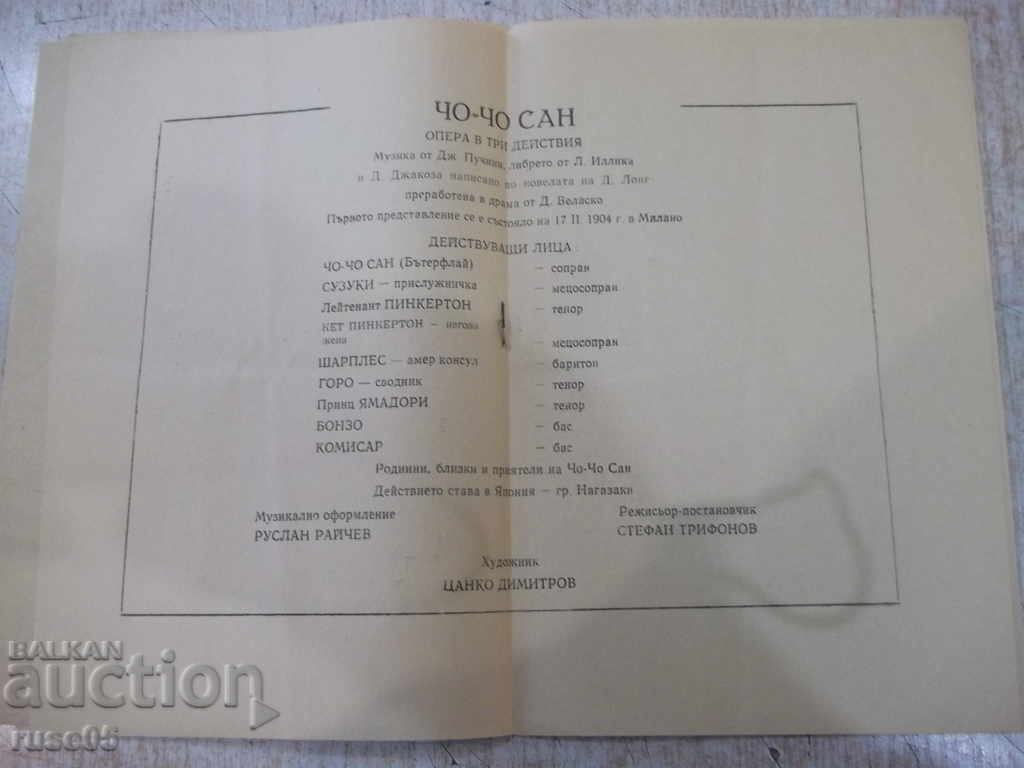 ЧО-ЧО САН
ОПЕРА В ТРИ ДЕЙСТВИЯ
Музика от Дж. Пучини, либрето от Л. Иллика
и Д. Джакоза написано по новелата на Д. Лонг
преработена в драма от Д. Веласко
Първото представление се е състояло на 17 II. 1904 г. в Милано
ДЕЙСТВУВАЩИ ЛИЦА:
ЧО-ЧО САН (Бътерфлай) — сопран
СУЗУКИ — прислужничка — мецосопран
Лейтенант ПИНКЕРТОН — тенор
КЕТ ПИНКЕРТОН — негова
жена — мецосопран
ШАРПЛЕС — амер консул — баритон
ГОРО — сводник — тенор
Принц ЯМАДОРИ — тенор
БОНЗО — бас
КОМИСАР — бас
Роднини, близки и приятели на Чо-Чо Сан
Действието става в Япония — гр. Нагазаки
Музикално оформление
РУСЛАН РАЙЧЕВ
Режисьор-постановчик
СТЕФАН ТРИФОНОВ
Художник
ЦАНКО ДИМИТРОВ
BALKAN
auction
ruse05